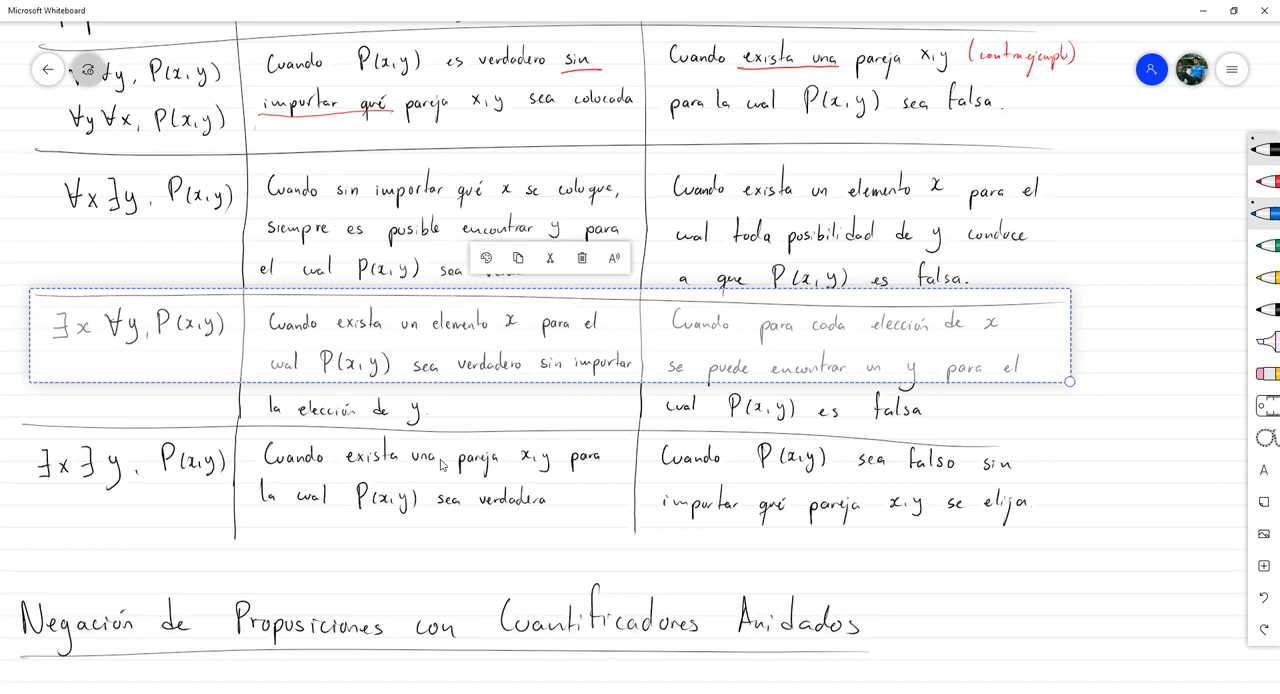 Microsoft Whiteboard
∀y, P(x,y)
∀y ∀x, P(x,y)
Cuando P(x,y) es verdadero sin
importar qué pareja x,y sea colocada
Cuando exista una pareja x,y (contraejemplo)
para la cual P(x,y) sea falsa.
∀x ∃y, P(x,y)
Cuando sin importar qué x se coloque,
siempre es posible encontrar y para
el cual P(x,y) sea
Cuando exista un elemento x para el
cual toda posibilidad de y conduce
a que P(x,y) es falsa.
∃x ∀y, P(x,y)
Cuando exista un elemento x para el
cual P(x,y) sea verdadero sin importar
la elección de y.
Cuando para cada elección de x
se puede encontrar un y para el
cual P(x,y) es falsa
∃x ∃y, P(x,y)
Cuando exista una pareja x,y para
la cual P(x,y) sea verdadera
Cuando P(x,y) sea falso sin
importar qué pareja x,y se elija.
Negación de Proposiciones con Cuantificadores Anidados